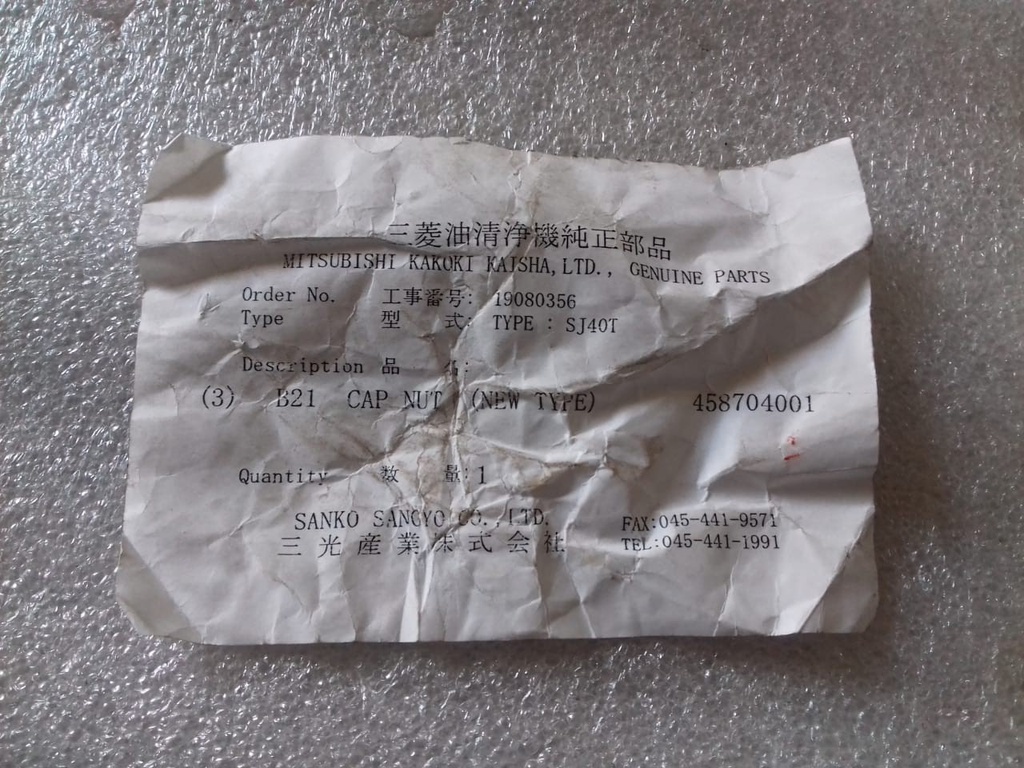 三菱油清浄機純正部品
MITSUBISHI KAKOKI KAISHA,LTD., GENUINE PARTS
Order No. 工事番号: 19080356
Type 型 式: TYPE : SJ40T
Description 品 名:
(3) B21 CAP NUT (NEW TYPE) 458704001
Quantity 数 量:1
SANKO SANGYO CO.,LTD. FAX:045-441-9571
三光産業株式会社 TEL:045-441-1991